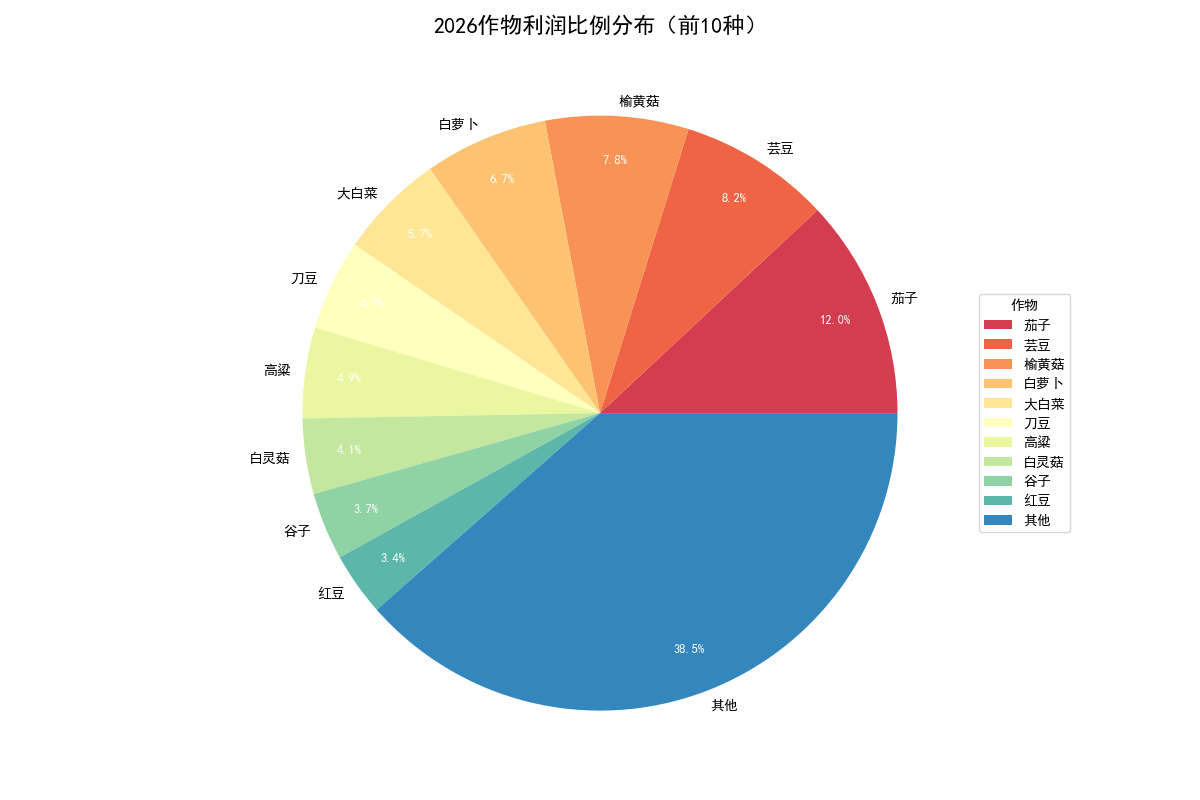 2026作物利润比例分布（前10种）
榆黄菇
白萝卜
芸豆
7.8%
6.7%
大白菜
8.2%
5.7%
刀豆
茄子
4.9%
12.0%
高粱
4.9%
白灵菇
4.1%
谷子
3.7%
红豆
3.4%
38.5%
其他
作物
茄子
芸豆
榆黄菇
白萝卜
大白菜
刀豆
高粱
白灵菇
谷子
红豆
其他